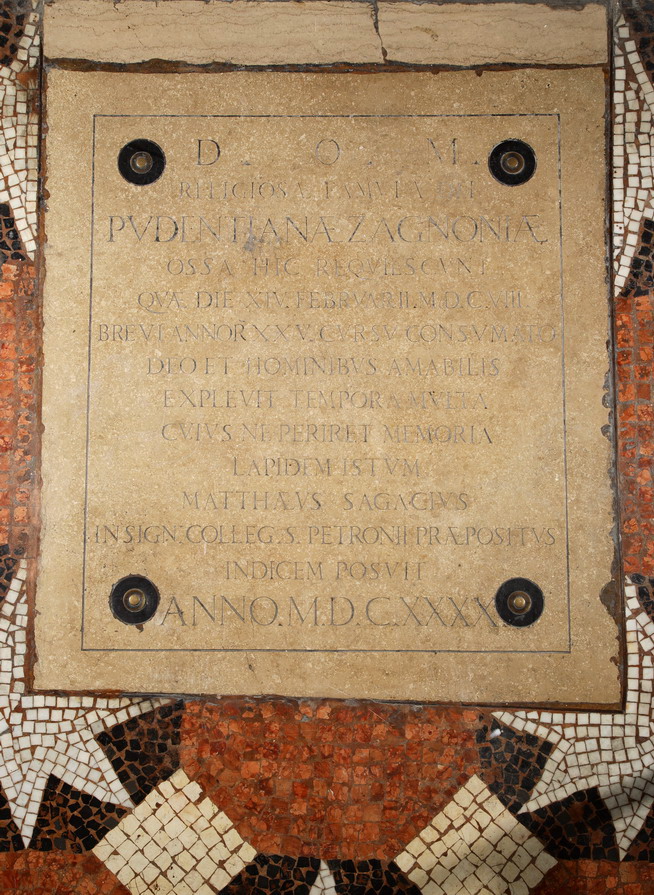 D. O. M.
RELIGIOSA FAMVLA DEI
PVDENTIANÆ ZAGNONIÆ
OSSA HIC REQVIESCVNT
QVÆ DIE XIV. FEBRVARII. M.D.C.VIII
BREVI ANNOR XXV. CVRSV CONSVMATO
DEO ET HOMINIBVS AMABILIS
EXPLEVIT TEMPORA MVLTA
CVIVS NE PERIRET MEMORIA
LAPIDEM ISTVM
MATTHÆVS SAGACIVS
INSIGN COLLEG. S. PETRONII PRÆPOSITVS
INDICEM POSVIT
ANNO. M.D.C.XXXX.